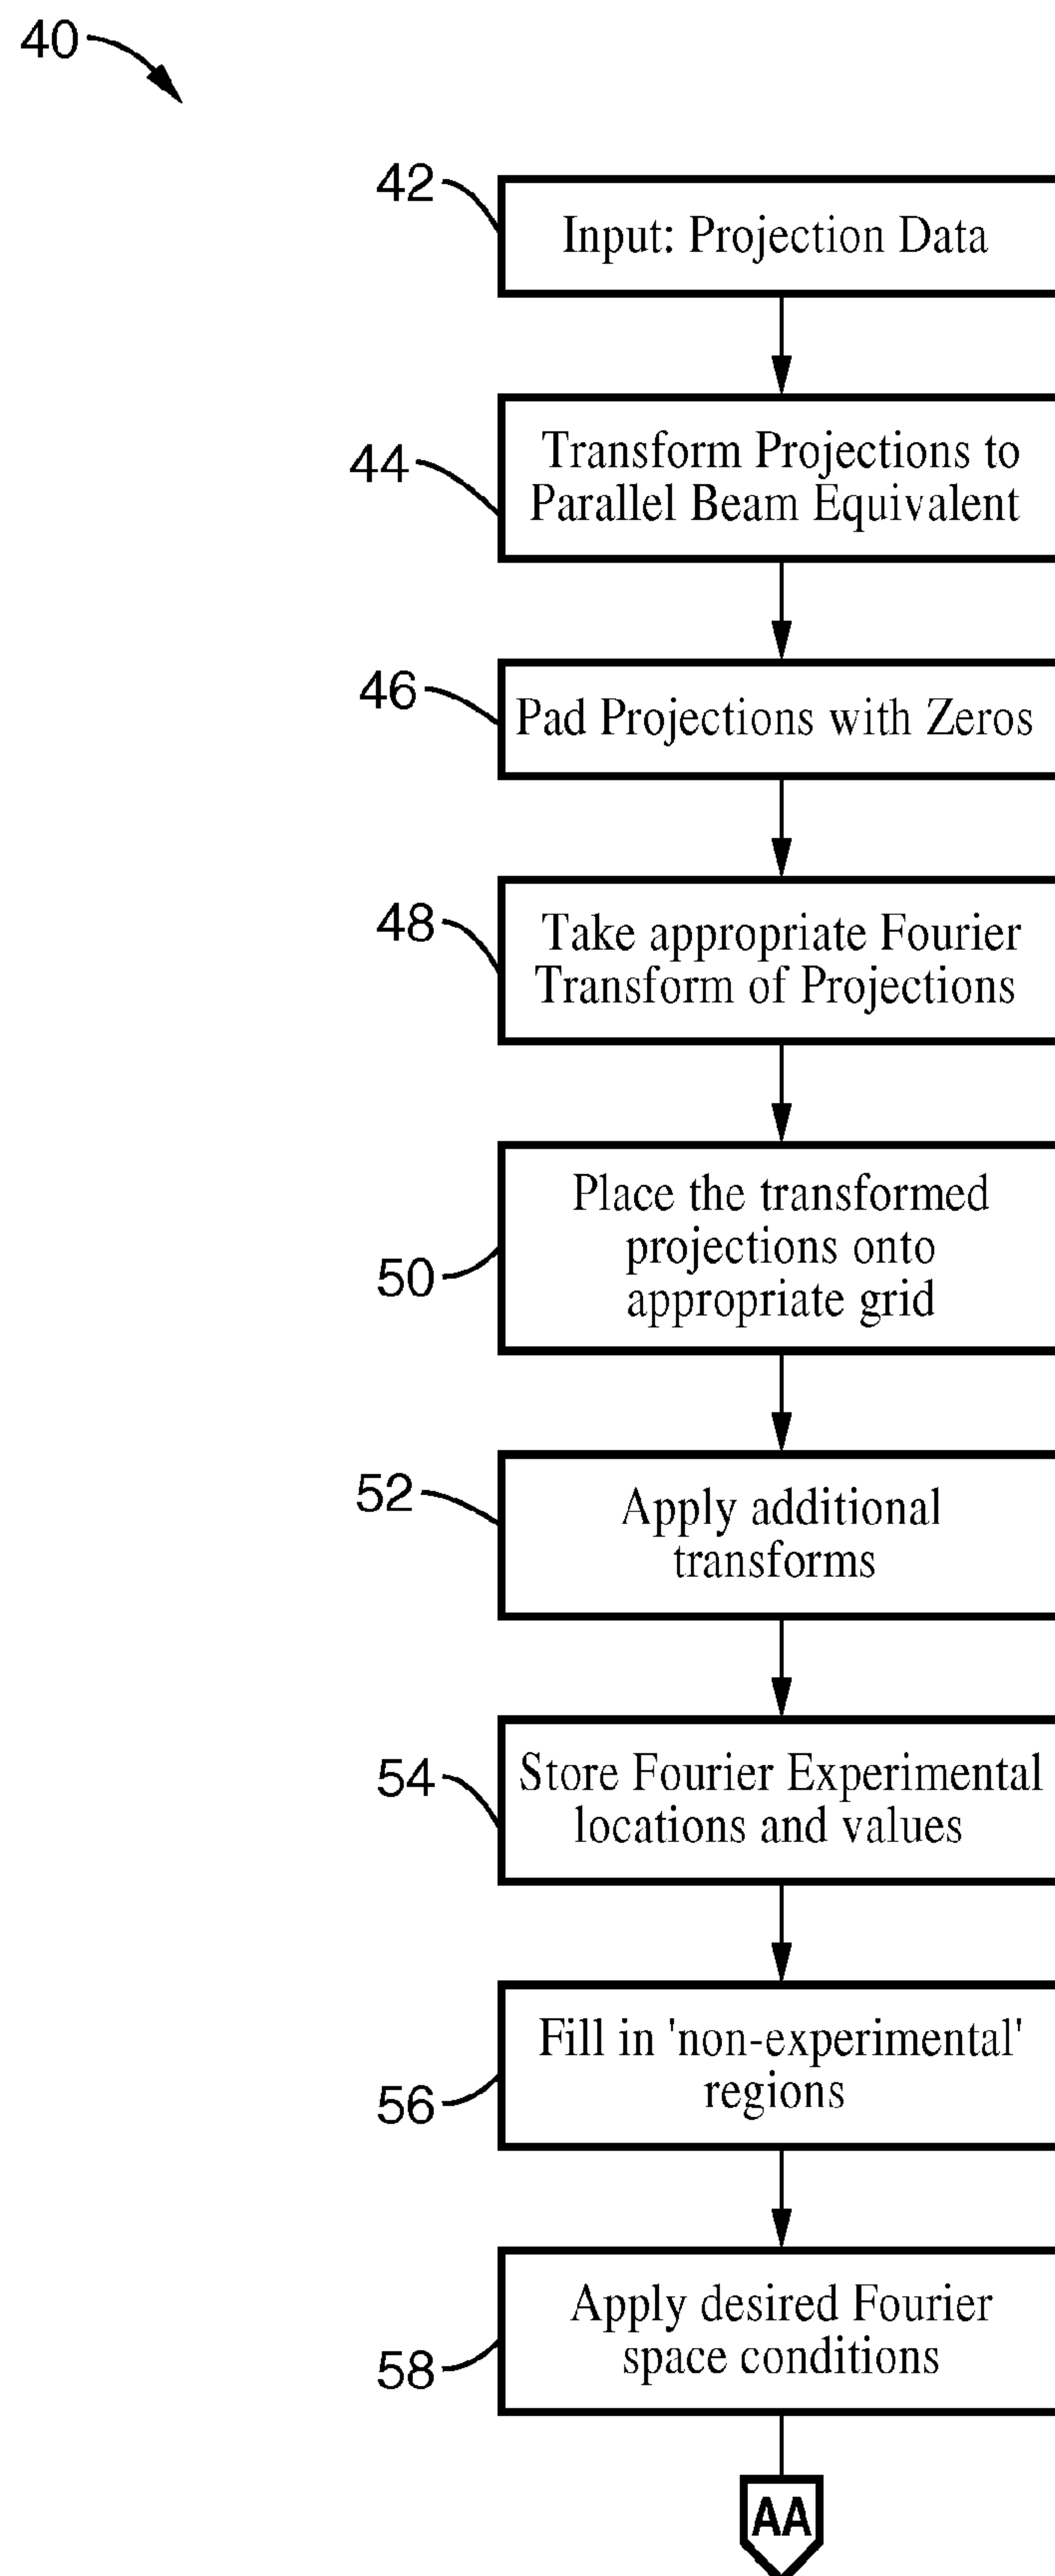 40
42
Input: Projection Data
44
Transform Projections to
Parallel Beam Equivalent
46
Pad Projections with Zeros
48
Take appropriate Fourier
Transform of Projections
50
Place the transformed
projections onto
appropriate grid
52
Apply additional
transforms
54
Store Fourier Experimental
locations and values
56
Fill in 'non-experimental'
regions
58
Apply desired Fourier
space conditions
AA